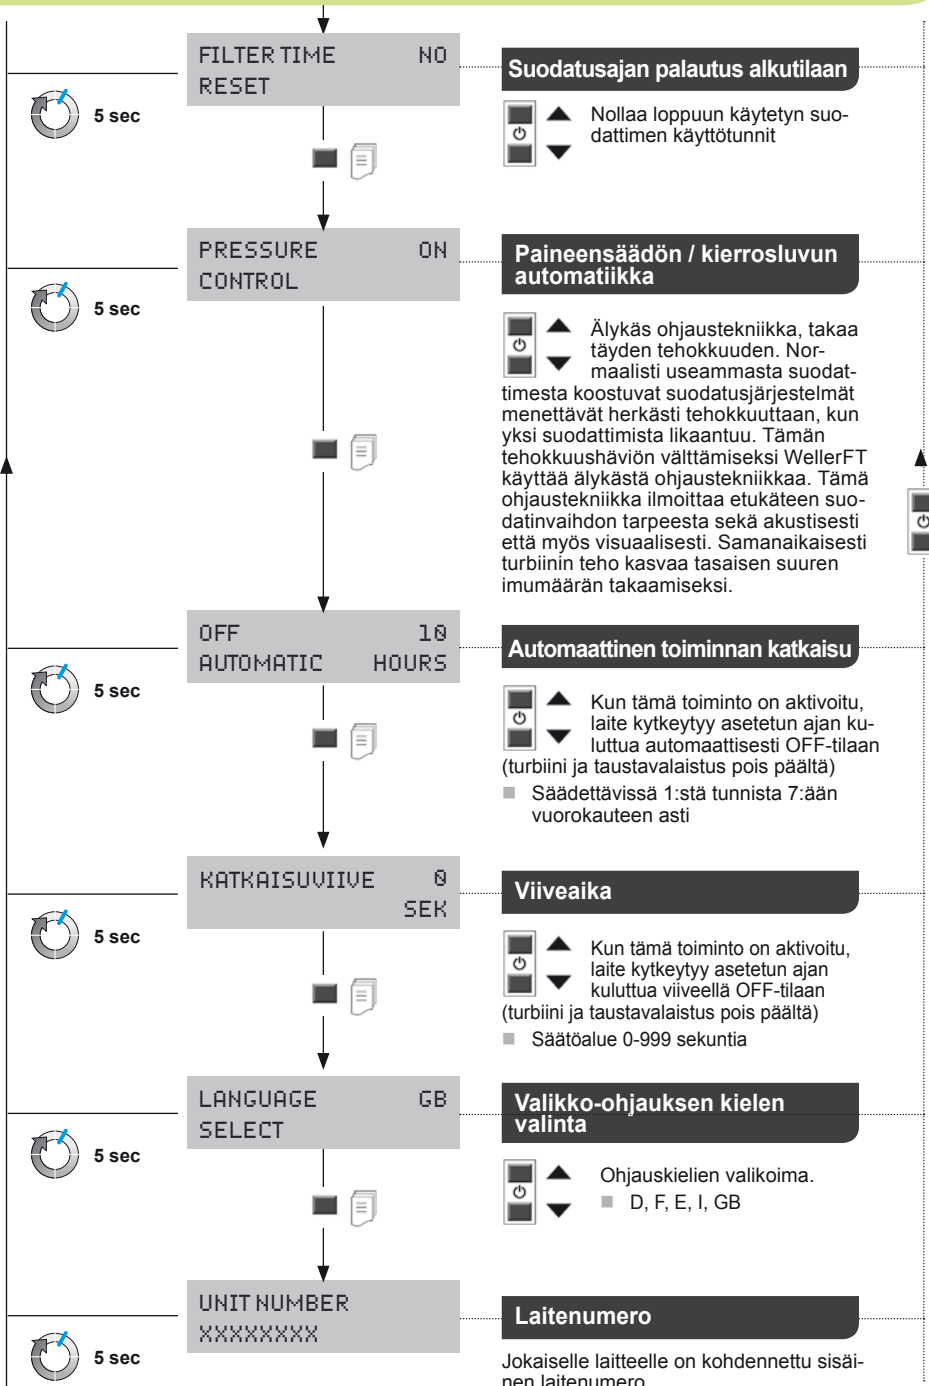 FILTER TIME NO
RESET
5 sec
Suodatusajan palautus alkutilaan
Nollaa loppuun käytetyn suo-
dattimen käyttötunnit
PRESSURE ON
CONTROL
5 sec
Paineensäädön / kierrosluvun
automatiikka
Älykäs ohjaustekniikka, takaa
täyden tehokkuuden. Nor-
maalisti useammasta suodat-
timesta koostuvat suodatusjärjestelmät
menettävät herkästi tehokkuuttaan, kun
yksi suodattimista likaantuu. Tämän
tehokkuushäviön välttämiseksi WellerFT
käyttää älykästä ohjaustekniikkaa. Tämä
ohjaustekniikka ilmoittaa etukäteen suo-
datinvaihdon tarpeesta sekä akustisesti
että myös visuaalisesti. Samanaikaisesti
turbiinin teho kasvaa tasaisen suuren
imumäärän takaamiseksi.
OFF 10
AUTOMATIC HOURS
5 sec
Automaattinen toiminnan katkaisu
Kun tämä toiminto on aktivoitu,
laite kytkeytyy asetetun ajan ku-
luttua automaattisesti OFF-tilaan
(turbiini ja taustavalaistus pois päältä)
Säädettävissä 1:stä tunnista 7:ään
vuorokauteen asti
KATKAISUVIIVE 0
SEK
5 sec
Viiveaika
Kun tämä toiminto on aktivoitu,
laite kytkeytyy asetetun ajan
kuluttua viiveellä OFF-tilaan
(turbiini ja taustavalaistus pois päältä)
Säätöalue 0-999 sekuntia
LANGUAGE GB
SELECT
5 sec
Valikko-ohjauksen kielen
valinta
Ohjauskielien valikoima.
D, F, E, I, GB
UNIT NUMBER
XXXXXXXX
5 sec
Laitenumero
Jokaiselle laitteelle on kohdennettu sisäi-
nen laitenumero